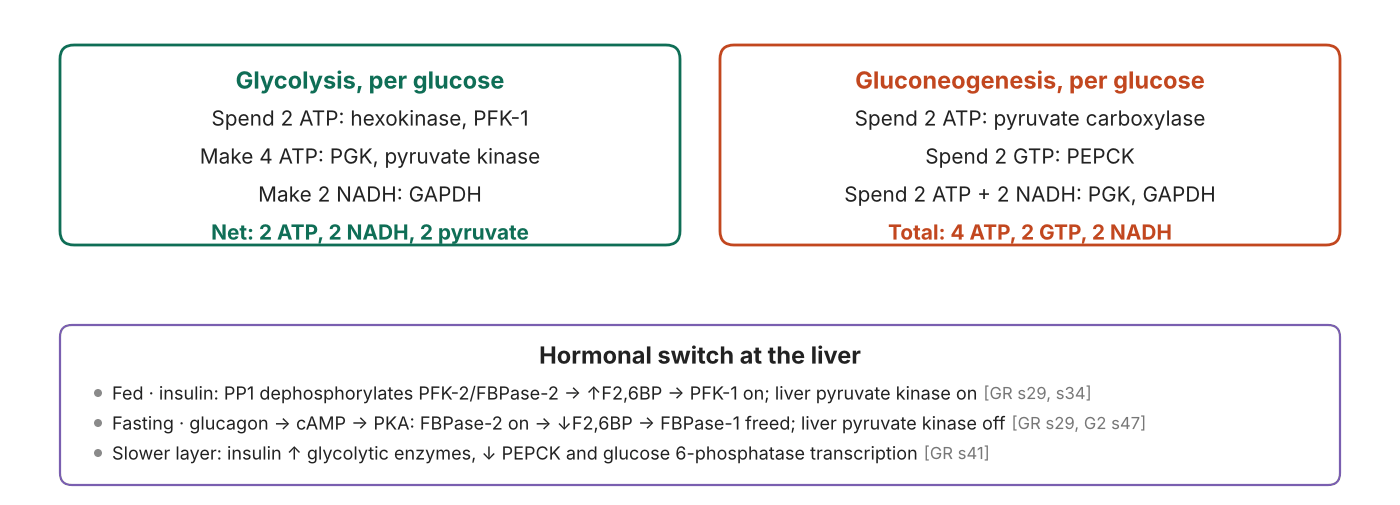 Glycolysis, per glucose
Spend 2 ATP: hexokinase, PFK-1
Make 4 ATP: PGK, pyruvate kinase
Make 2 NADH: GAPDH
Net: 2 ATP, 2 NADH, 2 pyruvate
Gluconeogenesis, per glucose
Spend 2 ATP: pyruvate carboxylase
Spend 2 GTP: PEPCK
Spend 2 ATP + 2 NADH: PGK, GAPDH
Total: 4 ATP, 2 GTP, 2 NADH
Hormonal switch at the liver
• Fed · insulin: PP1 dephosphorylates PFK-2/FBPase-2 → ↑F2,6BP → PFK-1 on; liver pyruvate kinase on [GR s29, s34]
• Fasting · glucagon → cAMP → PKA: FBPase-2 on → ↓F2,6BP → FBPase-1 freed; liver pyruvate kinase off [GR s29, G2 s47]
• Slower layer: insulin ↑ glycolytic enzymes, ↓ PEPCK and glucose 6-phosphatase transcription [GR s41]